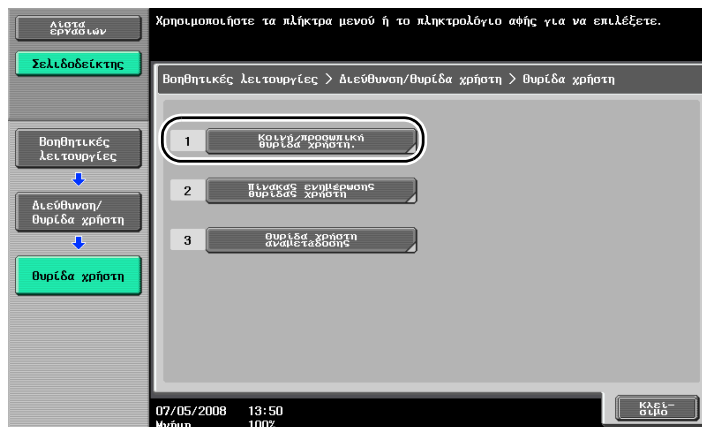 Λίστα
εργασιών
Χρησιμοποιήστε τα πλήκτρα μενού ή το πληκτρολόγιο αφής για να επιλέξετε.
Σελιδοδείκτης
Βοηθητικές λειτουργίες > Διεύθυνση/θυρίδα χρήστη > θυρίδα χρήστη
Βοηθητικές
λειτουργίες
Διεύθυνση/
θυρίδα χρήστη
θυρίδα χρήστη
1 Κοινή/προσωπική
θυρίδα χρήστη.
2 Πίνακας ενημέρωσης
θυρίδας χρήστη
3 θυρίδα χρήστη
αναμετάδοσης
07/05/2008 13:50
Μνήμη 100%
Κλεί-
σιμο